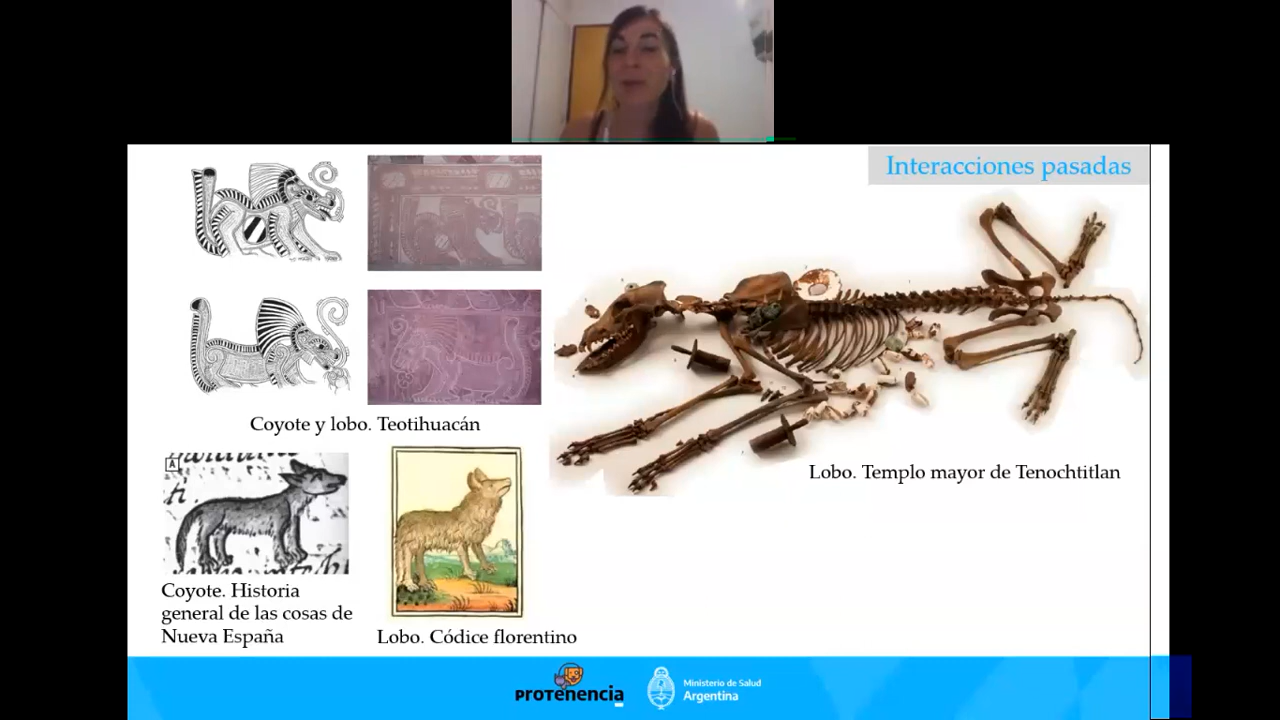 Interacciones pasadas
Coyote y lobo. Teotihuacán
Lobo. Templo mayor de Tenochtitlan
A
Coyote. Historia
general de las cosas de
Nueva España
Lobo. Códice florentino
PROTENENCIA
Ministerio de Salud
Argentina